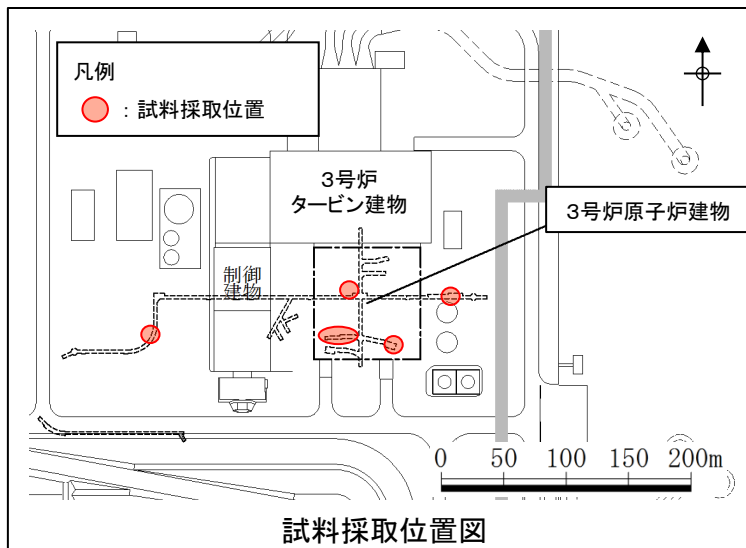 凡例
：試料採取位置
３号炉
タービン建物
３号炉原子炉建物
制御
建物
0 50 100 150 200m
試料採取位置図